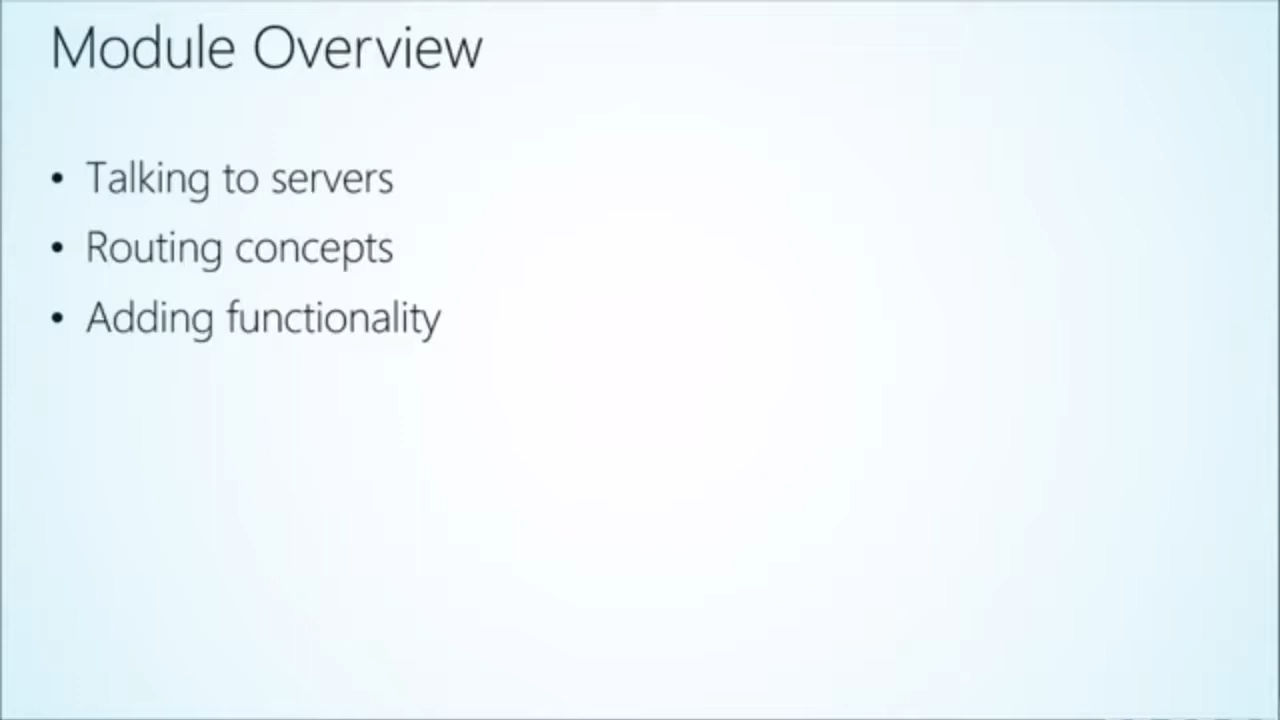 Module Overview
• Talking to servers
• Routing concepts
• Adding functionality